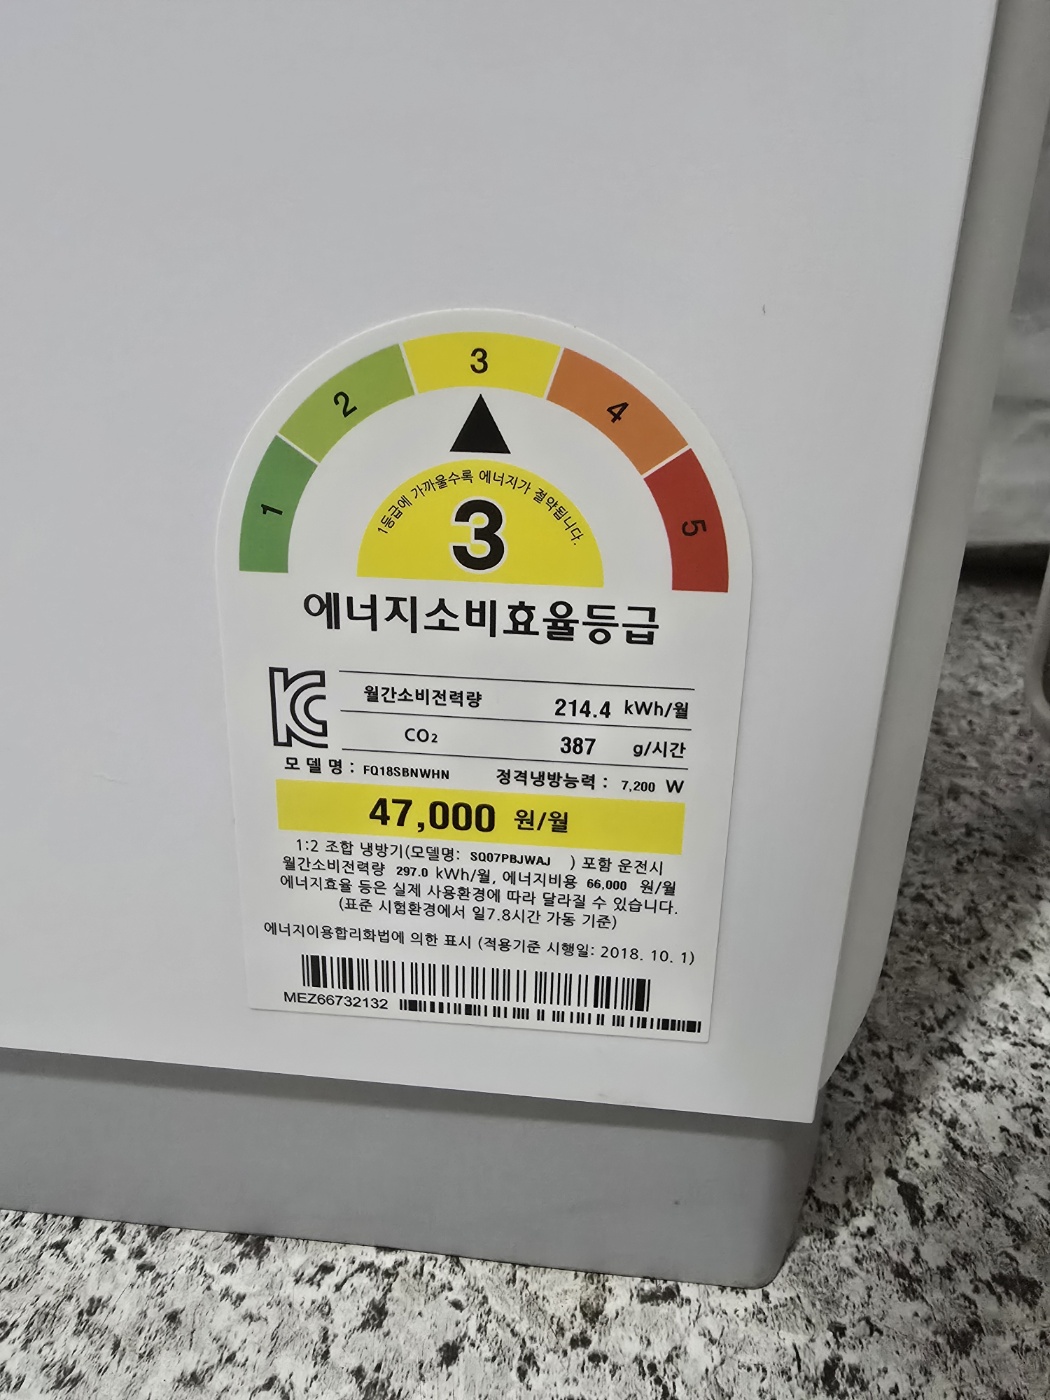 1 2 3 4 5
1등급에 가까울수록 에너지가 절약됩니다.
3
에너지소비효율등급
KC
월간소비전력량 214.4 kWh/월
CO₂ 387 g/시간
모 델 명 : FQ18SBNWHN 정격냉방능력 : 7,200 W
47,000 원/월
1:2 조합 냉방기(모델명: SQ07PBJWAJ ) 포함 운전시
월간소비전력량 297.0 kWh/월, 에너지비용 66,000 원/월
에너지효율 등은 실제 사용환경에 따라 달라질 수 있습니다.
(표준 시험환경에서 일7.8시간 가동 기준)
에너지이용합리화법에 의한 표시 (적용기준 시행일: 2018. 10. 1)
MEZ66732132